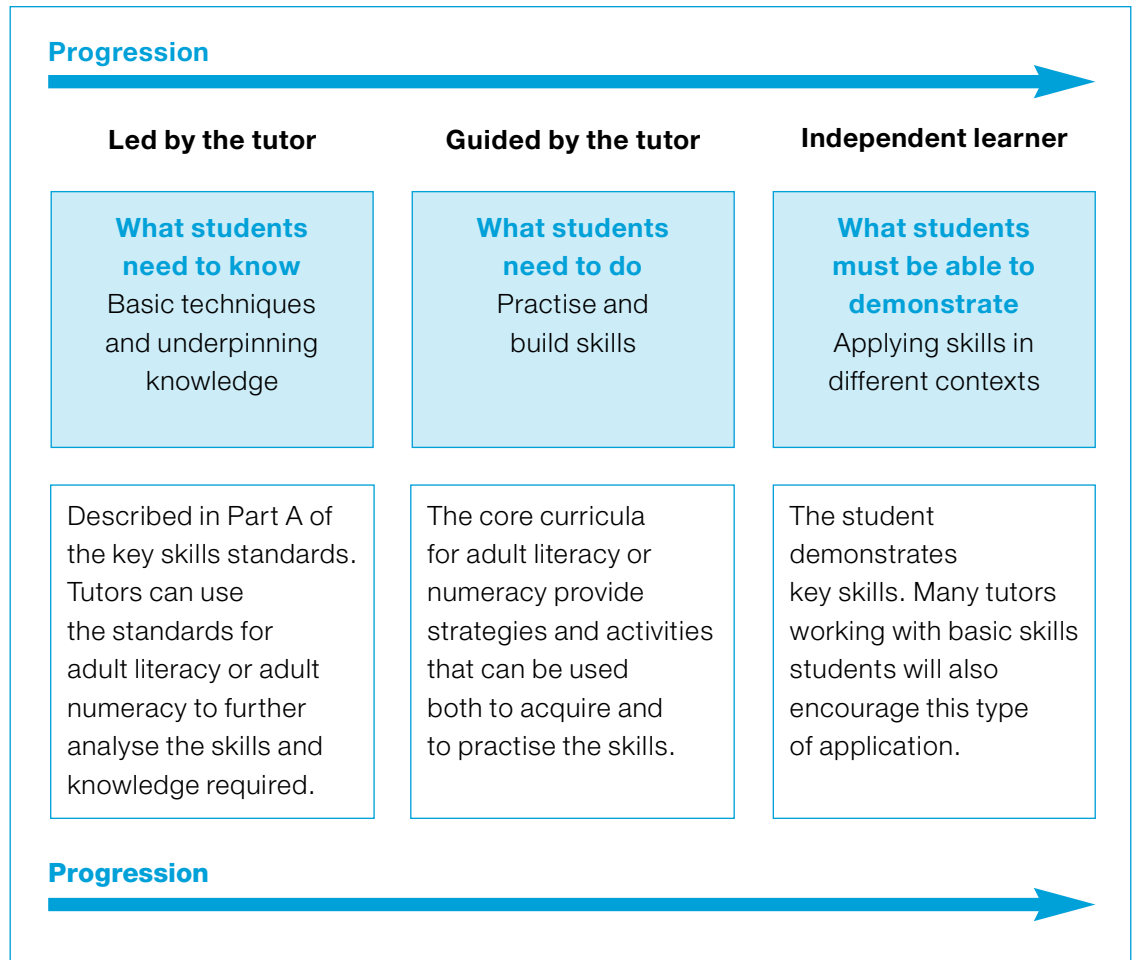 Progression
Led by the tutor
Guided by the tutor
Independent learner
What students
need to know
Basic techniques
and underpinning
knowledge
What students
need to do
Practise and
build skills
What students
must be able to
demonstrate
Applying skills in
different contexts
Described in Part A of
the key skills standards.
Tutors can use
the standards for
adult literacy or adult
numeracy to further
analyse the skills and
knowledge required.
The core curricula
for adult literacy or
numeracy provide
strategies and activities
that can be used
both to acquire and
to practise the skills.
The student
demonstrates
key skills. Many tutors
working with basic skills
students will also
encourage this type
of application.
Progression